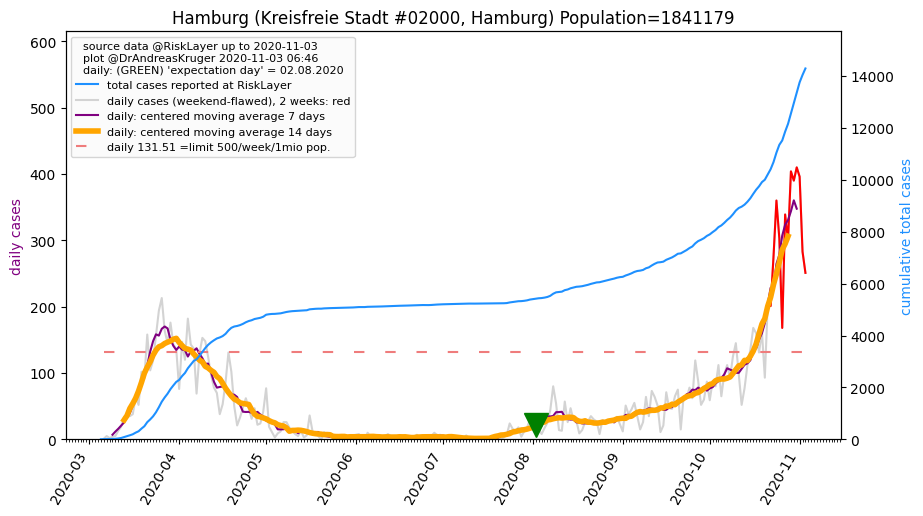 Hamburg (Kreisfreie Stadt #02000, Hamburg) Population=1841179
source data @RiskLayer up to 2020-11-03
plot @DrAndreasKruger 2020-11-03 06:46
daily: (GREEN) 'expectation day' = 02.08.2020
total cases reported at RiskLayer
daily cases (weekend-flawed), 2 weeks: red
daily: centered moving average 7 days
daily: centered moving average 14 days
daily 131.51 =limit 500/week/1mio pop.
daily cases
600
500
400
300
200
100
0
cumulative total cases
14000
12000
10000
8000
6000
4000
2000
0
2020-03
2020-04
2020-05
2020-06
2020-07
2020-08
2020-09
2020-10
2020-11